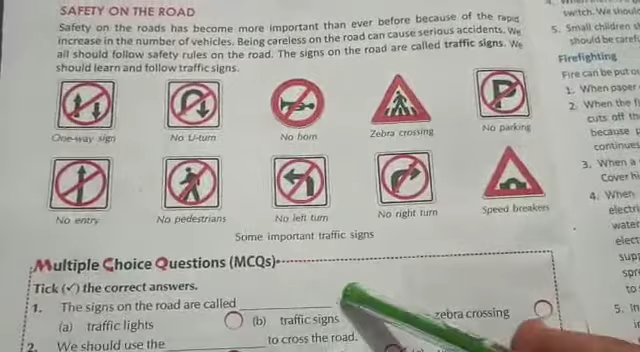 SAFETY ON THE ROAD
Safety on the roads has become more important than ever before because of the rapid
increase in the number of vehicles. Being careless on the road can cause serious accidents. We
all should follow safety rules on the road. The signs on the road are called traffic signs. We
should learn and follow traffic signs.
One-way sign
No U-turn
No horn
Zebra crossing
P
No parking
No entry
No pedestrians
No left turn
No right turn
Speed breakers
Some important traffic signs
Multiple Choice Questions (MCQs)
Tick (✓) the correct answers.
1. The signs on the road are called
(a) traffic lights
(b) traffic signs
zebra crossing
2. We should use the
to cross the road.
switch. We should
5. Small children
should be
Firefighting
Fire can be put
1. When paper
2. When the
cuts off
because
continues
3. When a
Cover
4. When
water
to
5.